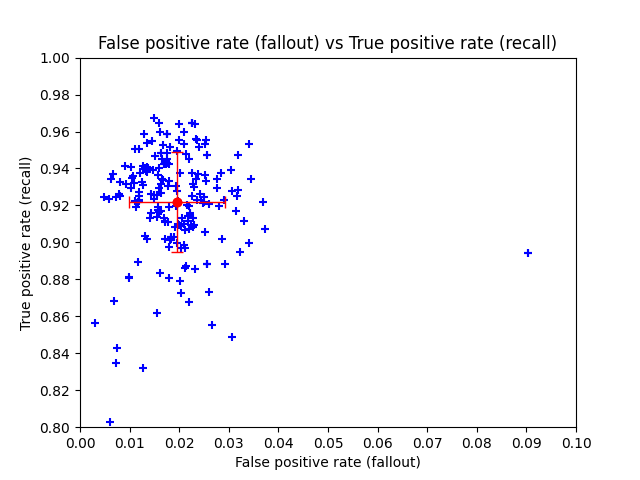 False positive rate (fallout) vs True positive rate (recall)
1.00
0.98
0.96
0.94
0.92
0.90
0.88
0.86
0.84
0.82
0.80
True positive rate (recall)
0.00 0.01 0.02 0.03 0.04 0.05 0.06 0.07 0.08 0.09 0.10
False positive rate (fallout)